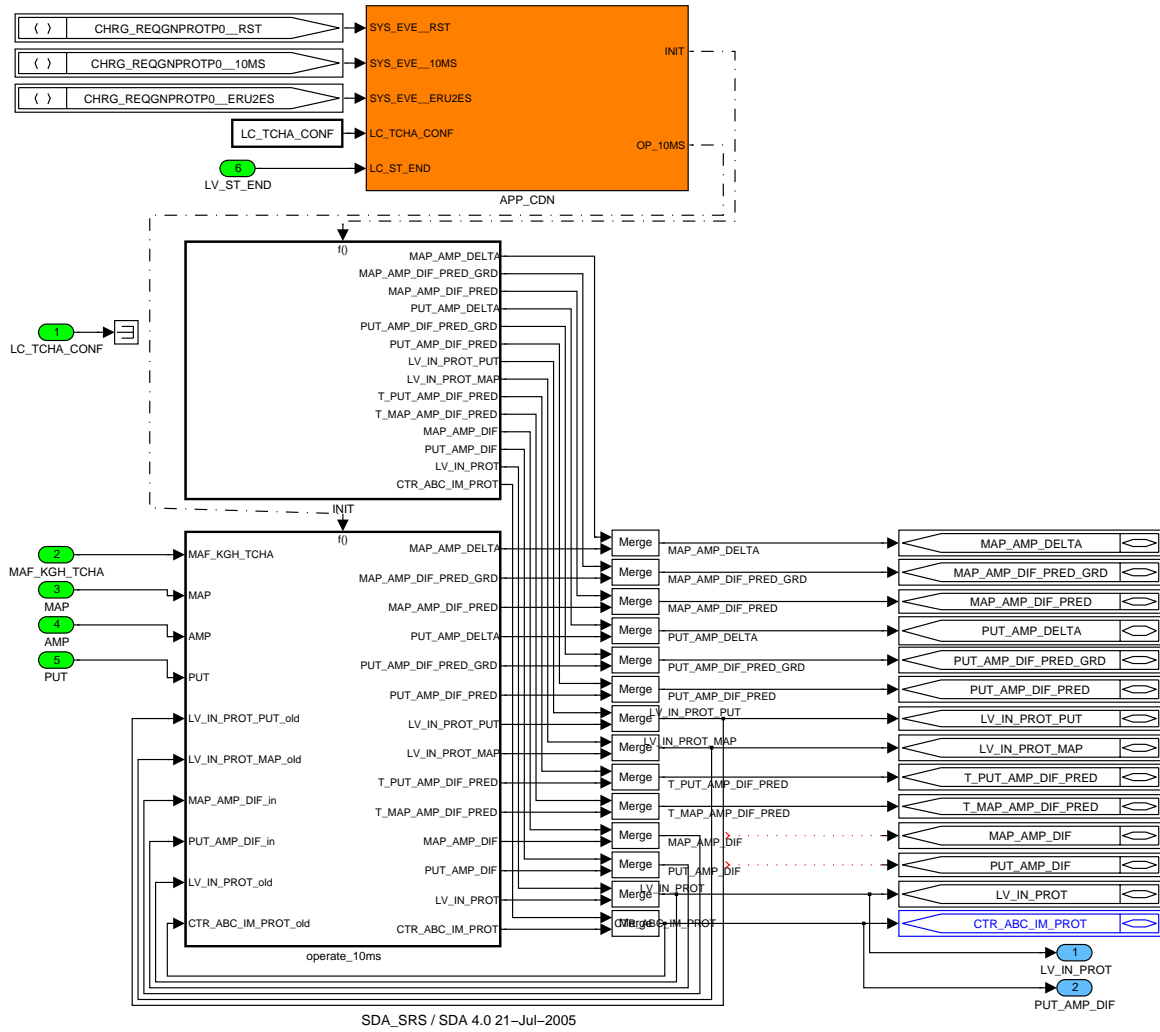 ( ) CHRG_REQGNPROTP0__RST
( ) CHRG_REQGNPROTP0__10MS
( ) CHRG_REQGNPROTP0__ERU2ES
LC_TCHA_CONF
6
LV_ST_END
SYS_EVE__RST
SYS_EVE__10MS
SYS_EVE__ERU2ES
LC_TCHA_CONF
LC_ST_END
INIT
OP_10MS
APP_CDN
f()
MAP_AMP_DELTA
MAP_AMP_DIF_PRED_GRD
MAP_AMP_DIF_PRED
PUT_AMP_DELTA
PUT_AMP_DIF_PRED_GRD
PUT_AMP_DIF_PRED
LV_IN_PROT_PUT
LV_IN_PROT_MAP
T_PUT_AMP_DIF_PRED
T_MAP_AMP_DIF_PRED
MAP_AMP_DIF
PUT_AMP_DIF
LV_IN_PROT
CTR_ABC_IM_PROT
INIT
1
LC_TCHA_CONF
2
MAF_KGH_TCHA
3
MAP
4
AMP
5
PUT
f()
MAF_KGH_TCHA
MAP
AMP
PUT
LV_IN_PROT_PUT_old
LV_IN_PROT_MAP_old
MAP_AMP_DIF_in
PUT_AMP_DIF_in
LV_IN_PROT_old
CTR_ABC_IM_PROT_old
MAP_AMP_DELTA
MAP_AMP_DIF_PRED_GRD
MAP_AMP_DIF_PRED
PUT_AMP_DELTA
PUT_AMP_DIF_PRED_GRD
PUT_AMP_DIF_PRED
LV_IN_PROT_PUT
LV_IN_PROT_MAP
T_PUT_AMP_DIF_PRED
T_MAP_AMP_DIF_PRED
MAP_AMP_DIF
PUT_AMP_DIF
LV_IN_PROT
CTR_ABC_IM_PROT
operate_10ms
Merge
MAP_AMP_DELTA
Merge
MAP_AMP_DIF_PRED_GRD
Merge
MAP_AMP_DIF_PRED
Merge
PUT_AMP_DELTA
Merge
PUT_AMP_DIF_PRED_GRD
Merge
PUT_AMP_DIF_PRED
Merge
LV_IN_PROT_PUT
Merge
LV_IN_PROT_MAP
Merge
T_PUT_AMP_DIF_PRED
Merge
T_MAP_AMP_DIF_PRED
Merge
MAP_AMP_DIF
Merge
PUT_AMP_DIF
Merge
LV_IN_PROT
Merge
CTR_ABC_IM_PROT
MAP_AMP_DELTA
MAP_AMP_DIF_PRED_GRD
MAP_AMP_DIF_PRED
PUT_AMP_DELTA
PUT_AMP_DIF_PRED_GRD
PUT_AMP_DIF_PRED
LV_IN_PROT_PUT
LV_IN_PROT_MAP
T_PUT_AMP_DIF_PRED
T_MAP_AMP_DIF_PRED
MAP_AMP_DIF
PUT_AMP_DIF
LV_IN_PROT
CTR_ABC_IM_PROT
1
LV_IN_PROT
2
PUT_AMP_DIF
SDA_SRS / SDA 4.0 21–Jul–2005